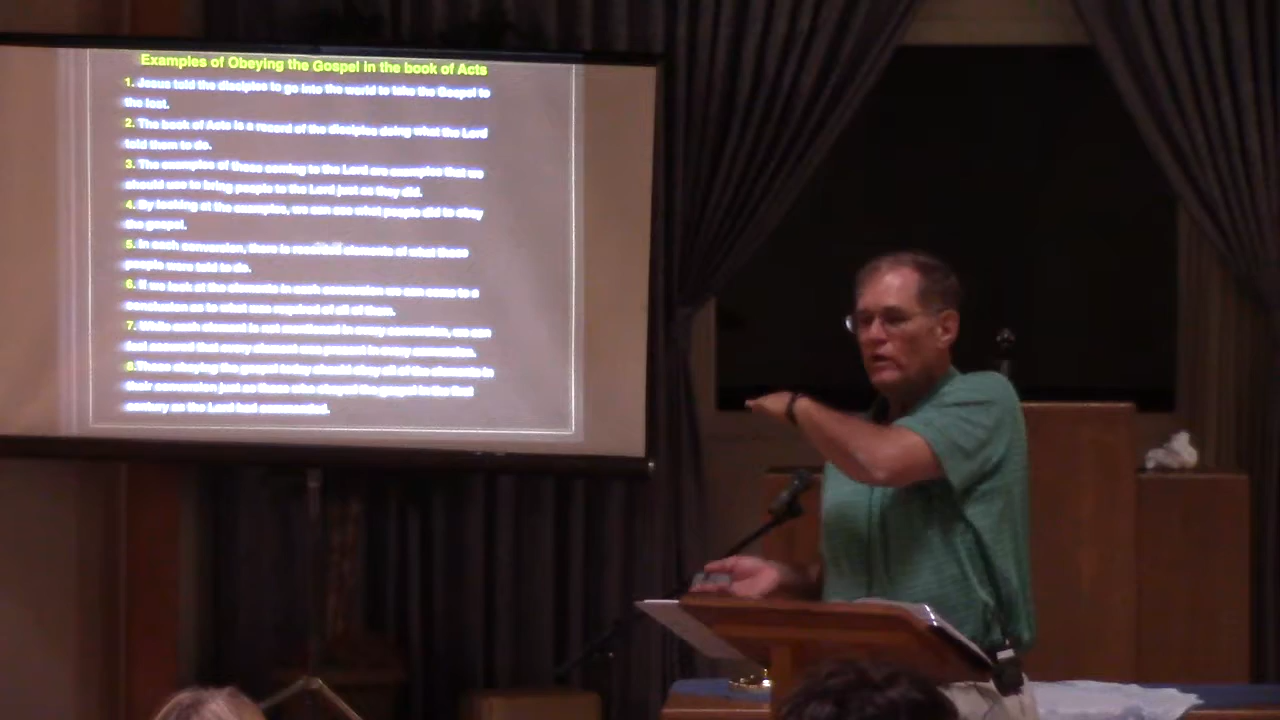 Examples of Obeying the Gospel in the book of Acts
1. Jesus told the disciples to go into the world to take the Gospel to
the lost.
2. The book of Acts is a record of the disciples doing what the Lord
told them to do.
3. The examples of those coming to the Lord are examples that we
should use to bring people to the Lord just as they did.
4. By looking at the examples, we can see what people did to obey
the gospel.
5. In each conversion, there is recorded elements of what these
people were told to do.
6. If we look at the elements in each conversion we can come to a
conclusion as to what was required of all of them.
7. While each element is not mentioned in every conversion, we can
feel assured that every element was present in every conversion.
8.Those obeying the gospel today should obey all of the elements in
their conversion just as those who obeyed the gospel in the first
century as the Lord had commanded.